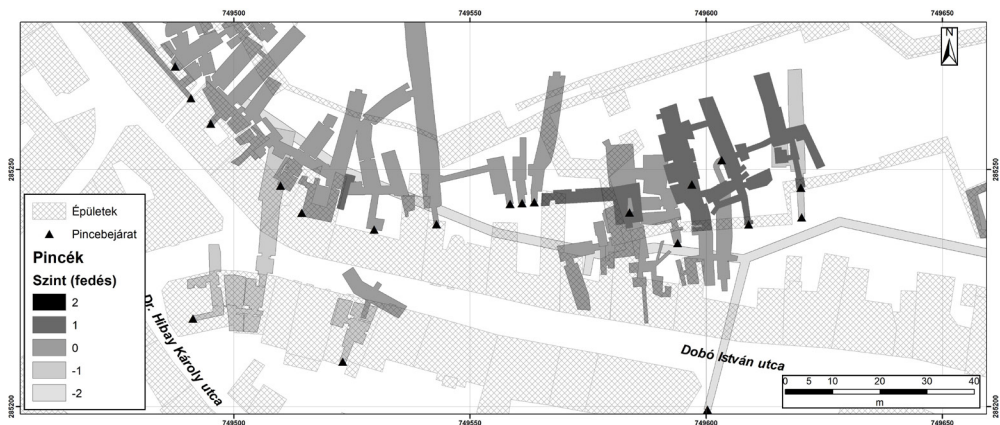 749500 749550 749600 749650
N
285250 285250
Épületek
Pincebejárat
Pincék
Szint (fedés)
2
1
0
-1
-2
Dr. Hibay Károly utca
Dobó István utca
0 5 10 20 30 40
m
285200 285200
749500 749550 749600 749650